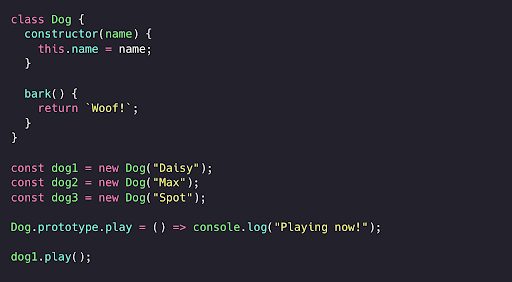 class Dog {
  constructor(name) {
    this.name = name;
  }

  bark() {
    return `Woof!`;
  }
}

const dog1 = new Dog("Daisy");
const dog2 = new Dog("Max");
const dog3 = new Dog("Spot");

Dog.prototype.play = () => console.log("Playing now!");

dog1.play();